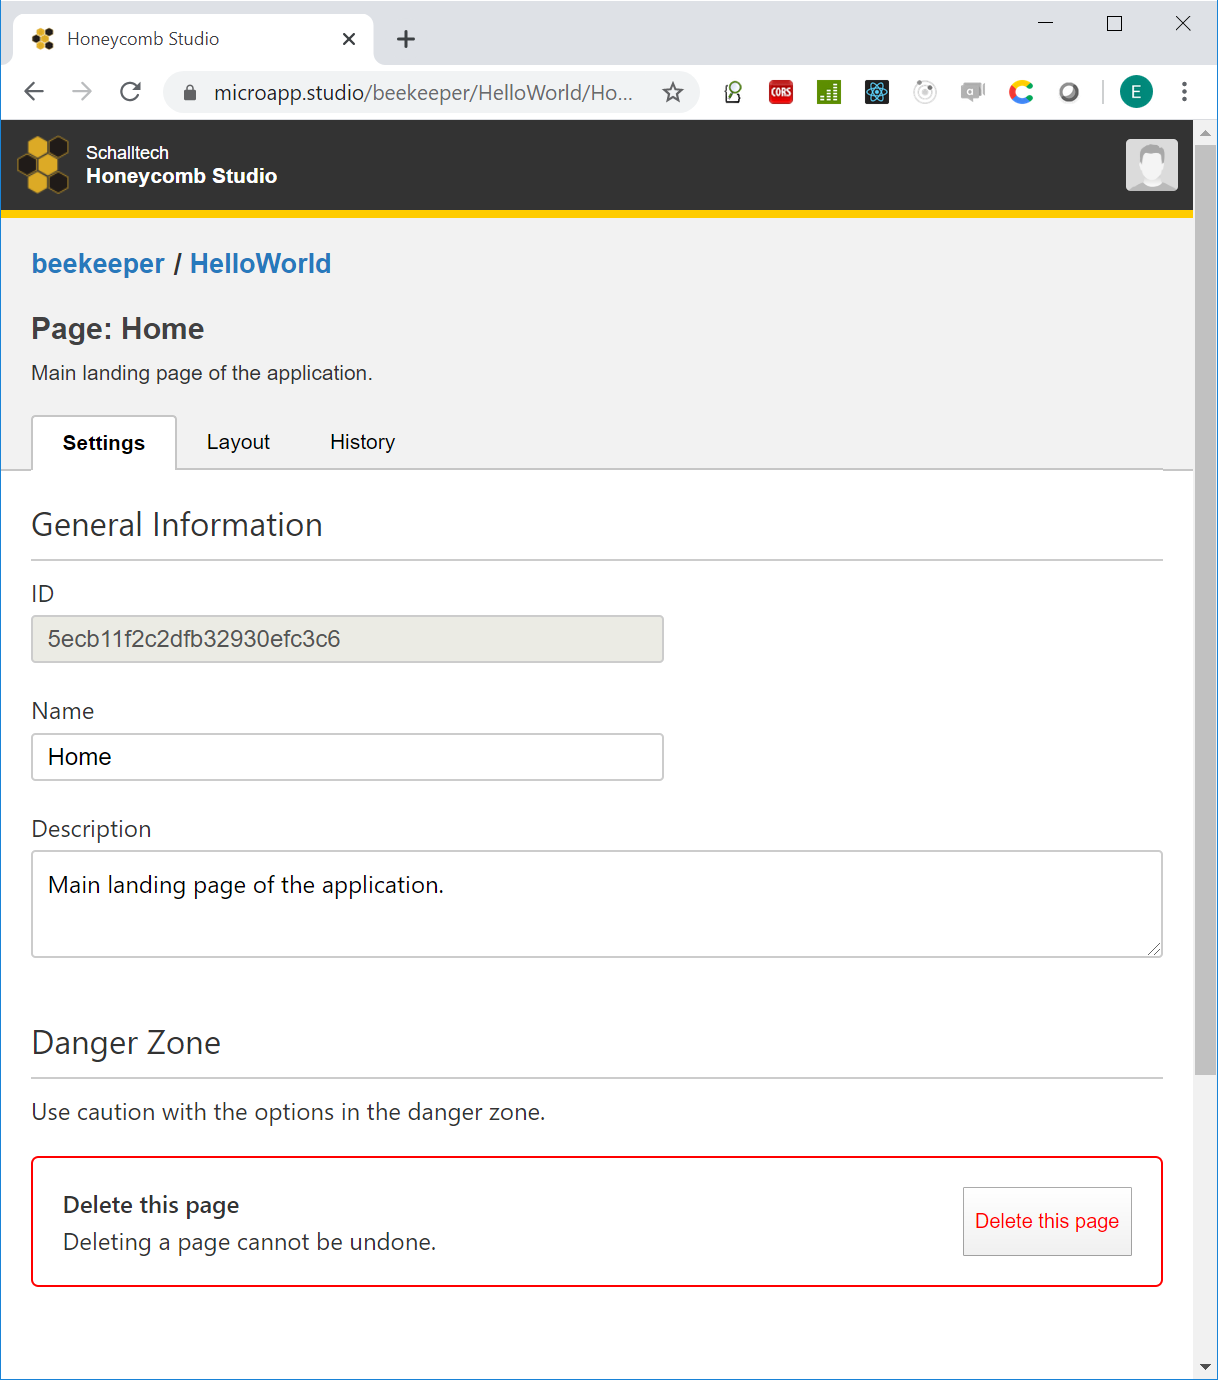 Honeycomb Studio
microapp.studio/beekeeper/HelloWorld/Ho...
CORS
a
E
Schalltech
Honeycomb Studio
beekeeper / HelloWorld
Page: Home
Main landing page of the application.
Settings Layout History
General Information
ID
5ecb11f2c2dfb32930efc3c6
Name
Home
Description
Main landing page of the application.
Danger Zone
Use caution with the options in the danger zone.
Delete this page
Deleting a page cannot be undone.
Delete this page